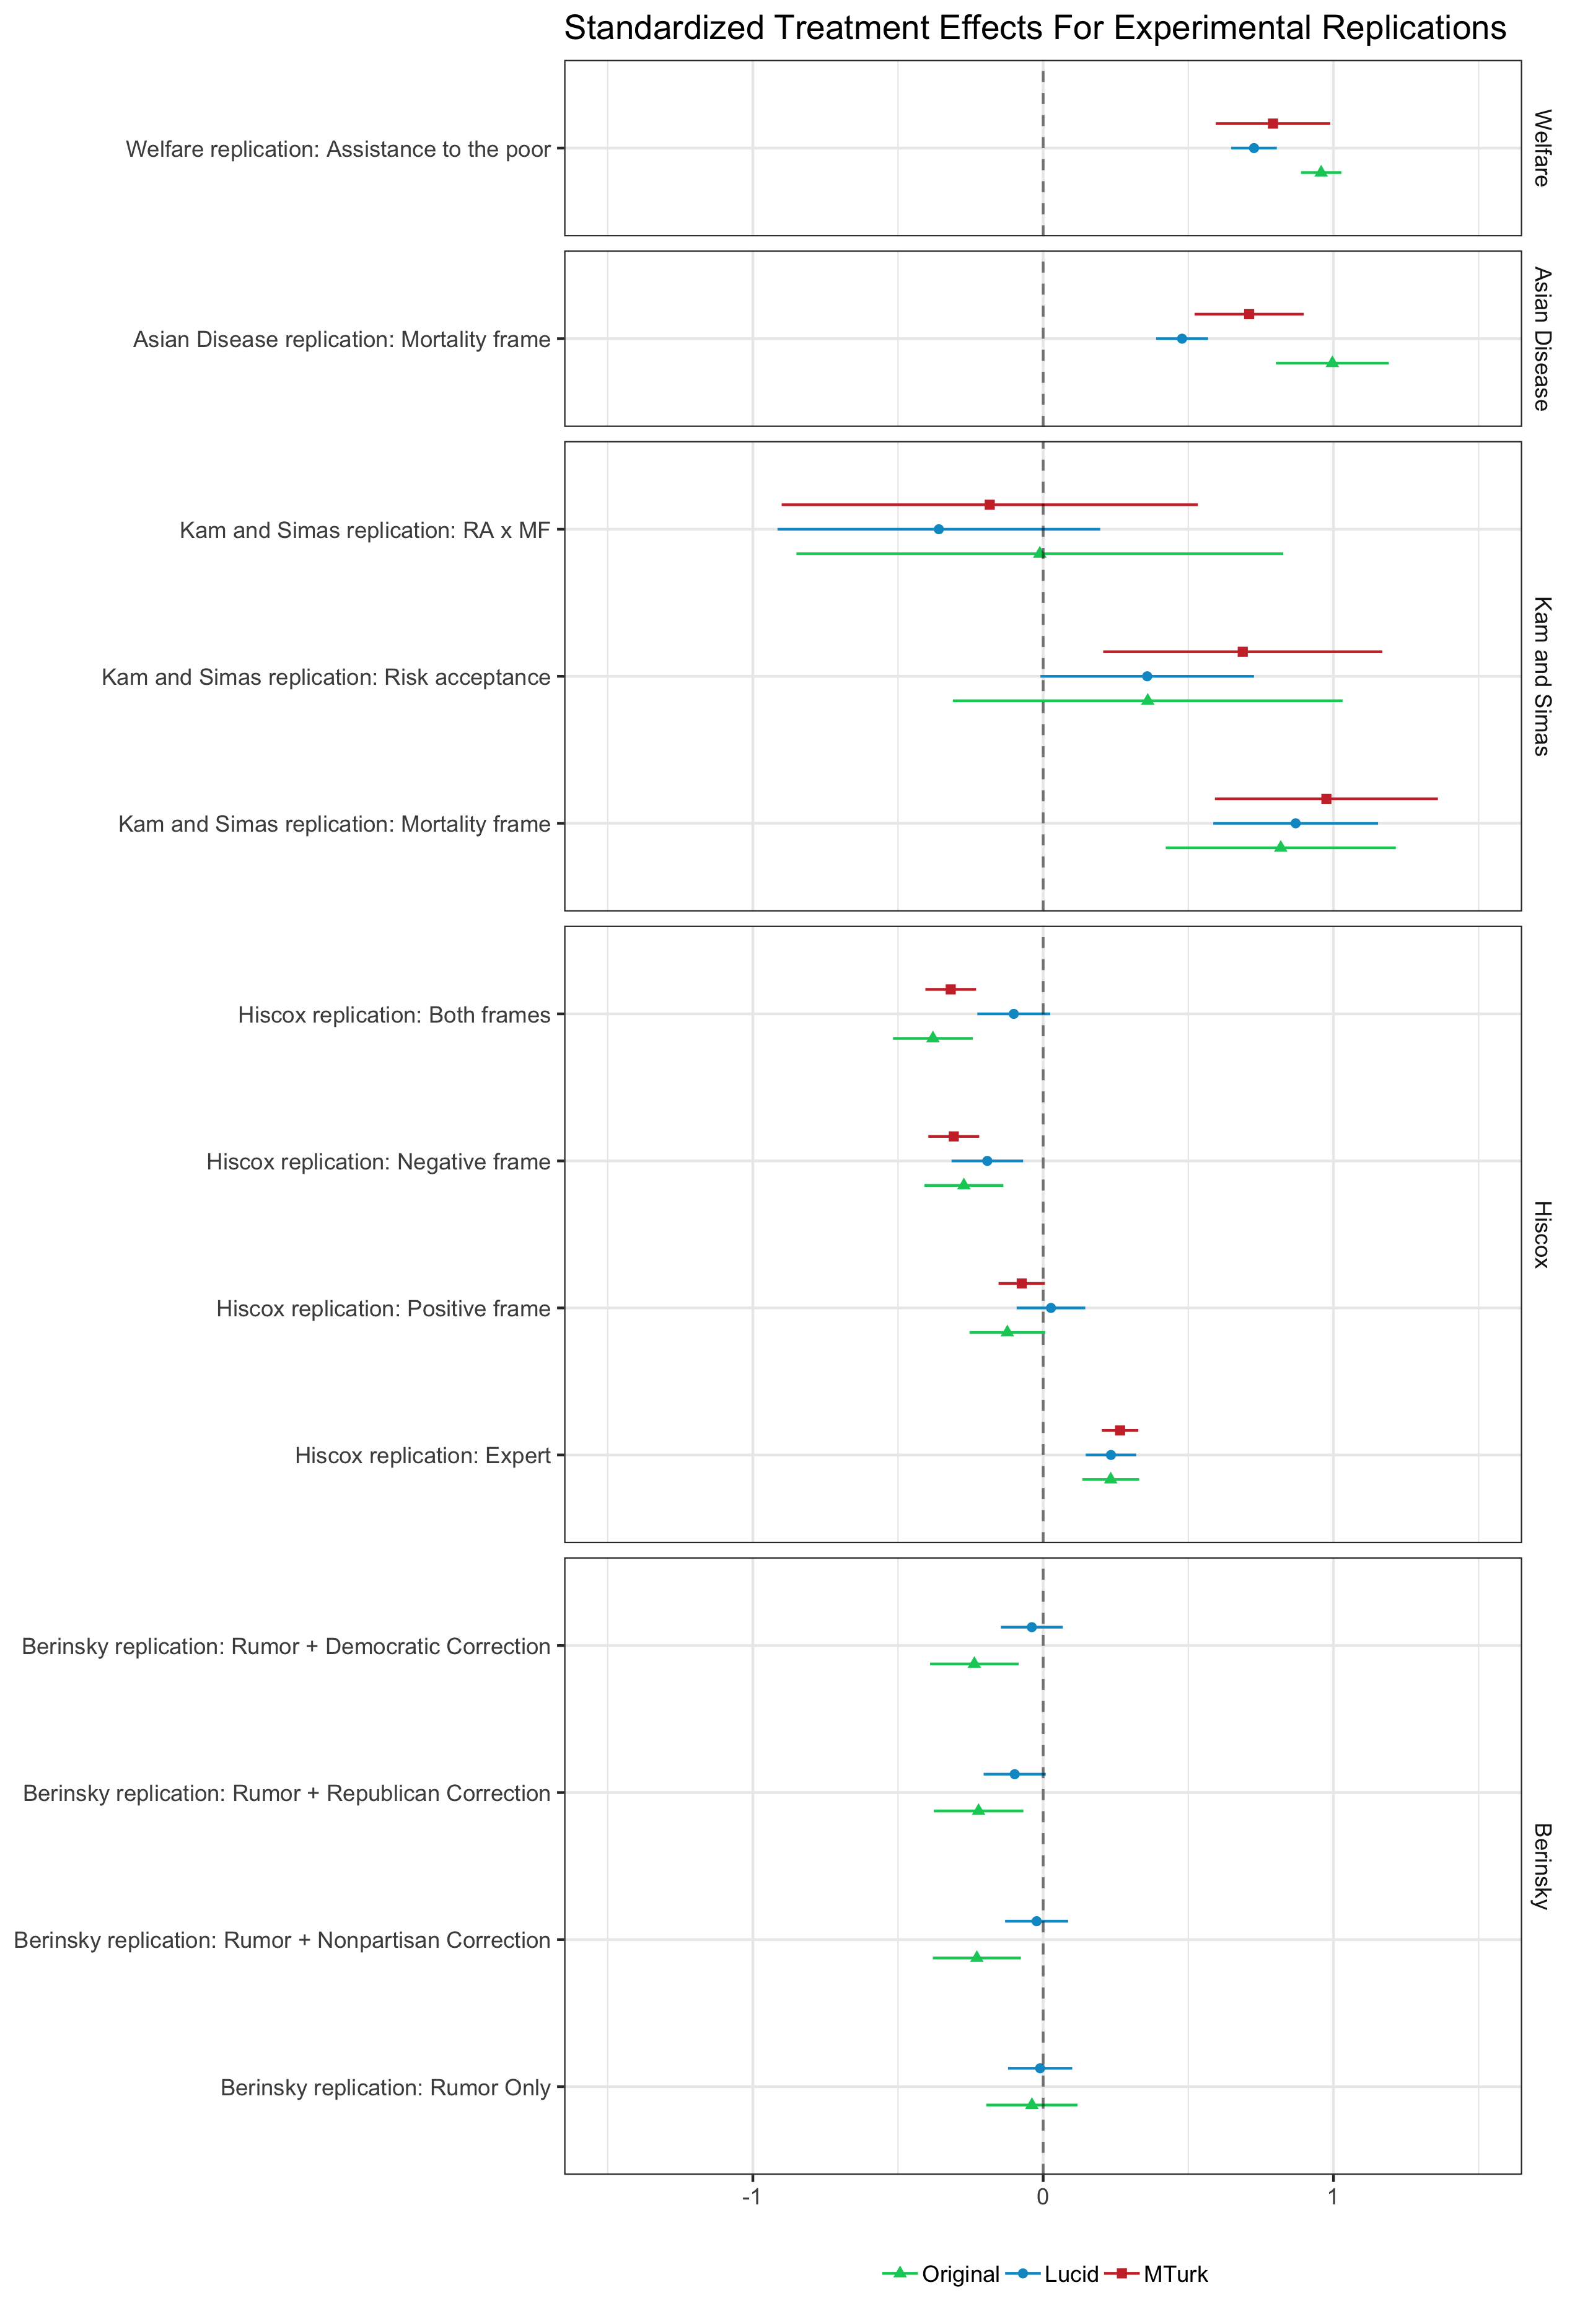 Standardized Treatment Effects For Experimental Replications
Welfare replication: Assistance to the poor
Welfare
Asian Disease replication: Mortality frame
Asian Disease
Kam and Simas replication: RA x MF
Kam and Simas replication: Risk acceptance
Kam and Simas replication: Mortality frame
Kam and Simas
Hiscox replication: Both frames
Hiscox replication: Negative frame
Hiscox replication: Positive frame
Hiscox replication: Expert
Hiscox
Berinsky replication: Rumor + Democratic Correction
Berinsky replication: Rumor + Republican Correction
Berinsky replication: Rumor + Nonpartisan Correction
Berinsky replication: Rumor Only
Berinsky
-1 0 1
Original Lucid MTurk